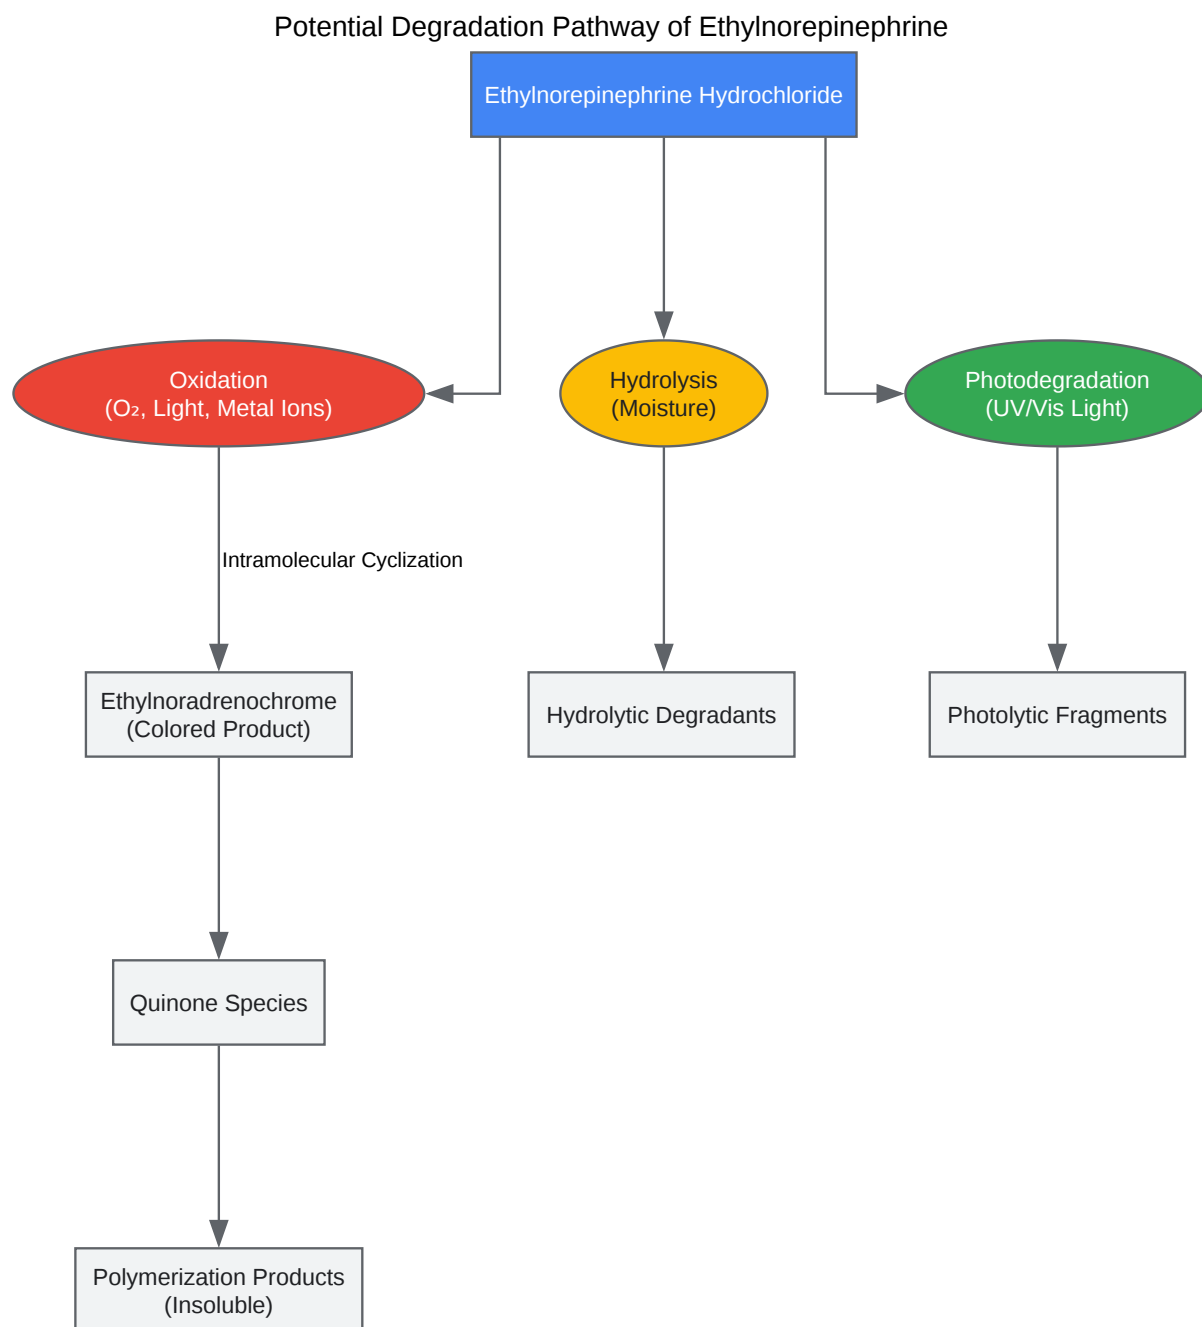 Potential Degradation Pathway of Ethylnorepinephrine
Ethylnorepinephrine Hydrochloride
Oxidation
(O₂, Light, Metal Ions)
Hydrolysis
(Moisture)
Photodegradation
(UV/Vis Light)
Intramolecular Cyclization
Ethylnoradrenochrome
(Colored Product)
Hydrolytic Degradants
Photolytic Fragments
Quinone Species
Polymerization Products
(Insoluble)